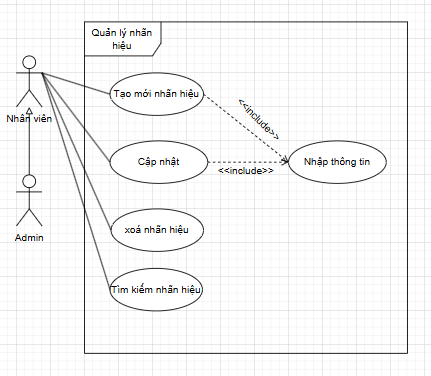 Quản lý nhãn
hiệu
Tạo mới nhãn hiệu
<<include>>
Nhân viên
Cập nhật
<<include>>
Nhập thông tin
xoá nhãn hiệu
Admin
Tìm kiếm nhãn hiệu